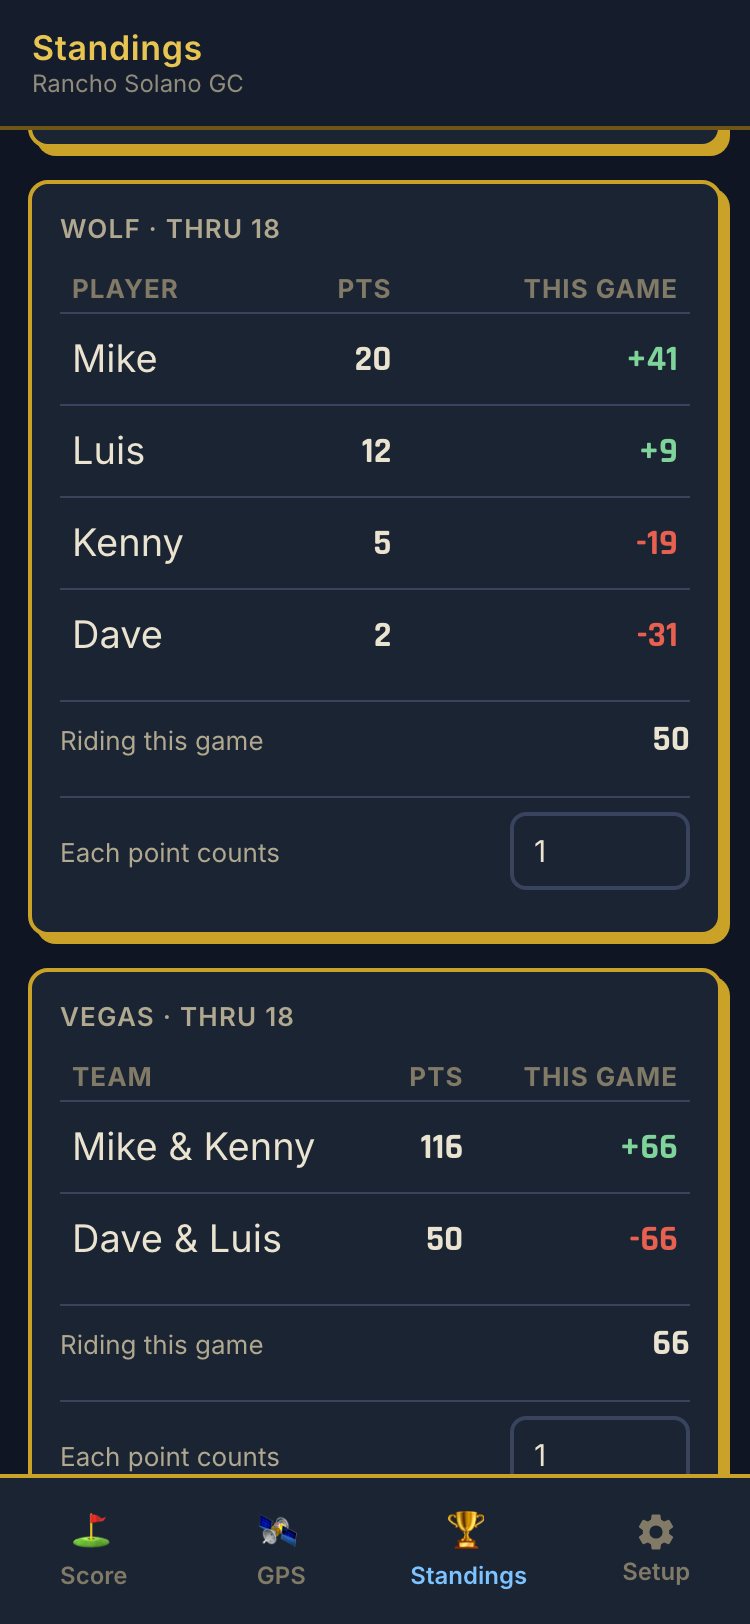 Standings
Rancho Solano GC
WOLF · THRU 18
PLAYER PTS THIS GAME
Mike 20 +41
Luis 12 +9
Kenny 5 -19
Dave 2 -31
Riding this game 50
Each point counts 1
VEGAS · THRU 18
TEAM PTS THIS GAME
Mike & Kenny 116 +66
Dave & Luis 50 -66
Riding this game 66
Each point counts 1
Score GPS Standings Setup